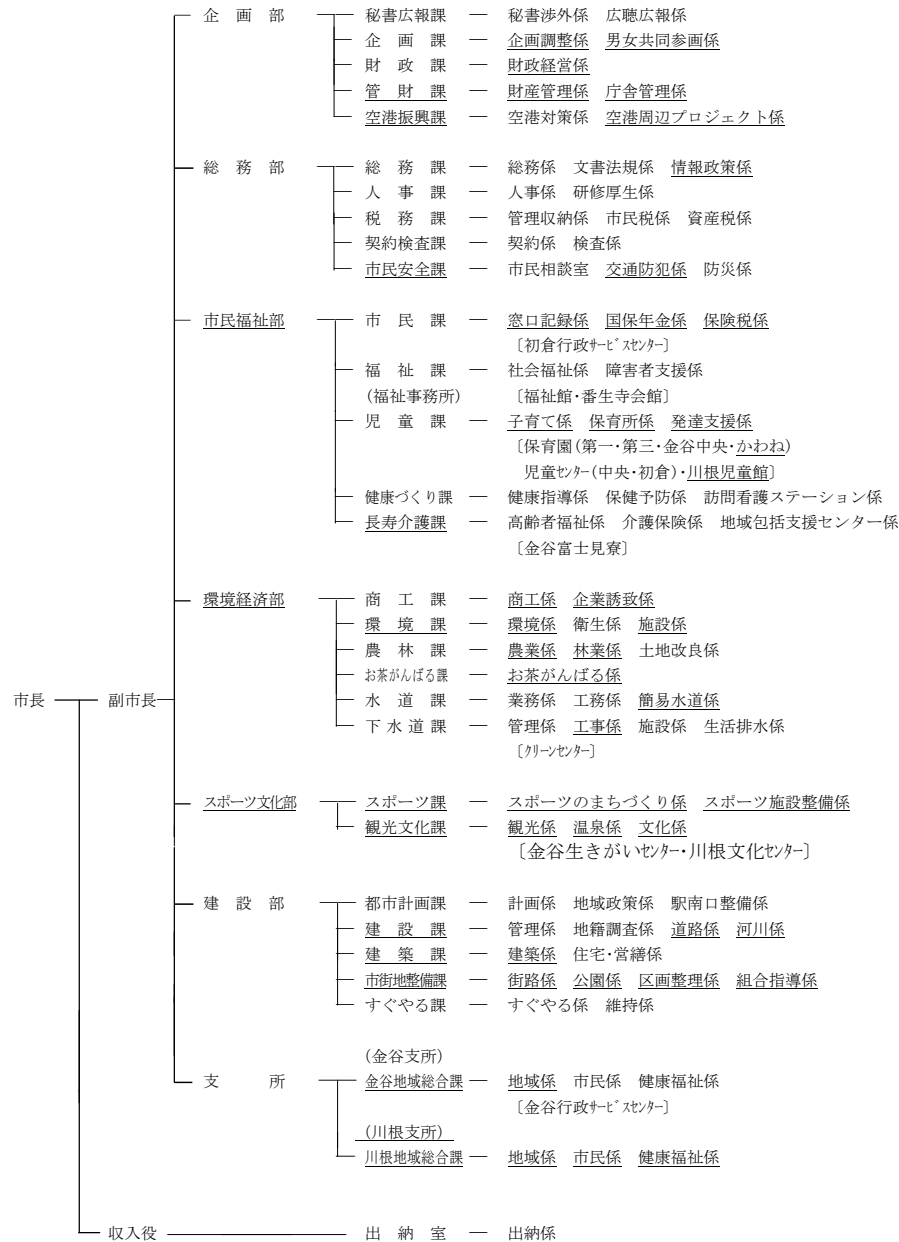 企画部 秘書広報課 秘書渉外係 広聴広報係
企画課 企画調整係 男女共同参画係
財政課 財政経営係
管財課 財産管理係 庁舎管理係
空港振興課 空港対策係 空港周辺プロジェクト係
総務部 総務課 総務係 文書法規係 情報政策係
人事課 人事係 研修厚生係
税務課 管理収納係 市民税係 資産税係
契約検査課 契約係 検査係
市民安全課 市民相談室 交通防犯係 防災係
市民福祉部 市民課 窓口記録係 国保年金係 保険税係
〔初倉行政ｻｰﾋﾞｽｾﾝﾀｰ〕
福祉課 社会福祉係 障害者支援係
(福祉事務所) 〔福祉館・番生寺会館〕
児童課 子育て係 保育所係 発達支援係
〔保育園(第一・第三・金谷中央・かわね)
児童ｾﾝﾀｰ(中央・初倉)・川根児童館〕
健康づくり課 健康指導係 保健予防係 訪問看護ステーション係
長寿介護課 高齢者福祉係 介護保険係 地域包括支援センター係
〔金谷富士見寮〕
環境経済部 商工課 商工係 企業誘致係
環境課 環境係 衛生係 施設係
農林課 農業係 林業係 土地改良係
お茶がんばる課 お茶がんばる係
市長 副市長 水道課 業務係 工務係 簡易水道係
下水道課 管理係 工事係 施設係 生活排水係
〔ｸﾘｰﾝｾﾝﾀｰ〕
スポーツ文化部 スポーツ課 スポーツのまちづくり係 スポーツ施設整備係
観光文化課 観光係 温泉係 文化係
〔金谷生きがいｾﾝﾀｰ・川根文化ｾﾝﾀｰ〕
建設部 都市計画課 計画係 地域政策係 駅南口整備係
建設課 管理係 地籍調査係 道路係 河川係
建築課 建築係 住宅・営繕係
市街地整備課 街路係 公園係 区画整理係 組合指導係
すぐやる課 すぐやる係 維持係
(金谷支所)
支所 金谷地域総合課 地域係 市民係 健康福祉係
〔金谷行政ｻｰﾋﾞｽｾﾝﾀｰ〕
(川根支所)
川根地域総合課 地域係 市民係 健康福祉係
収入役 出納室 出納係